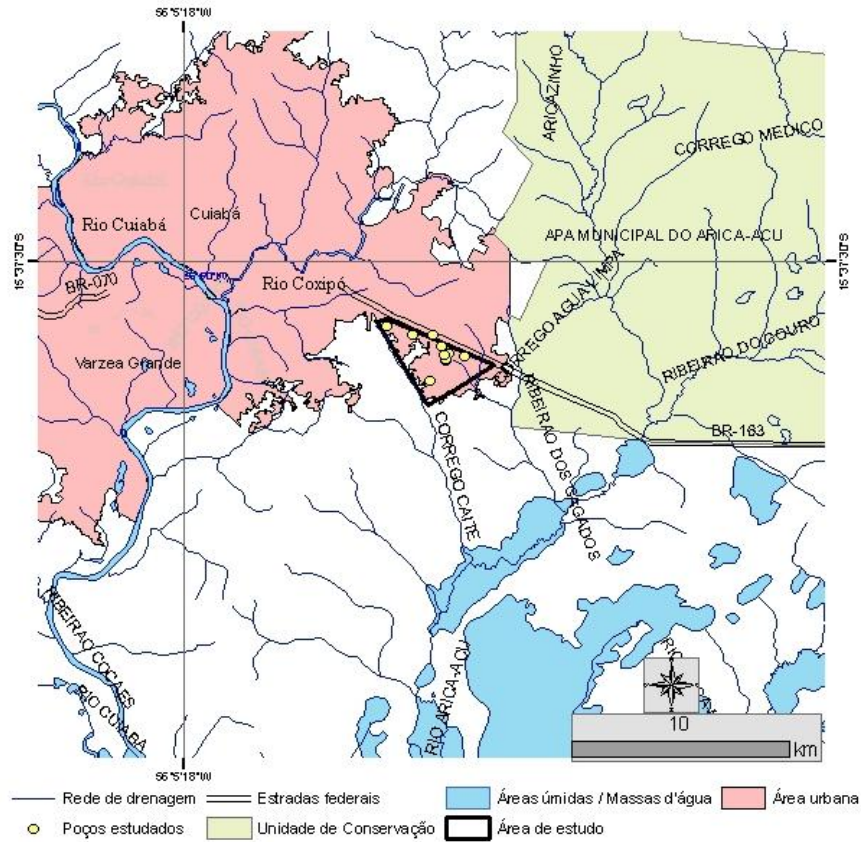 56°5'18"W
ARICAZINHO
CORREGO MEDICO
Rio Cuiabá
Cuiabá
APA MUNICIPAL DO ARICA-ACU
15°37'30"S
15°37'30"S
BR-070
Rio Coxipó
CORREGO AGUA LIMPA
RIBEIRAO DO COURO
Varzea Grande
BR-163
CORREGO CAITE
RIBEIRAO DOS CAGADOS
RIBEIRAO COCAES
RIO CUIABA
RIO ARICA-ACU
10
km
56°5'18"W
Rede de drenagem
Estradas federais
Áreas úmidas / Massas d'água
Área urbana
Poços estudados
Unidade de Conservação
Área de estudo